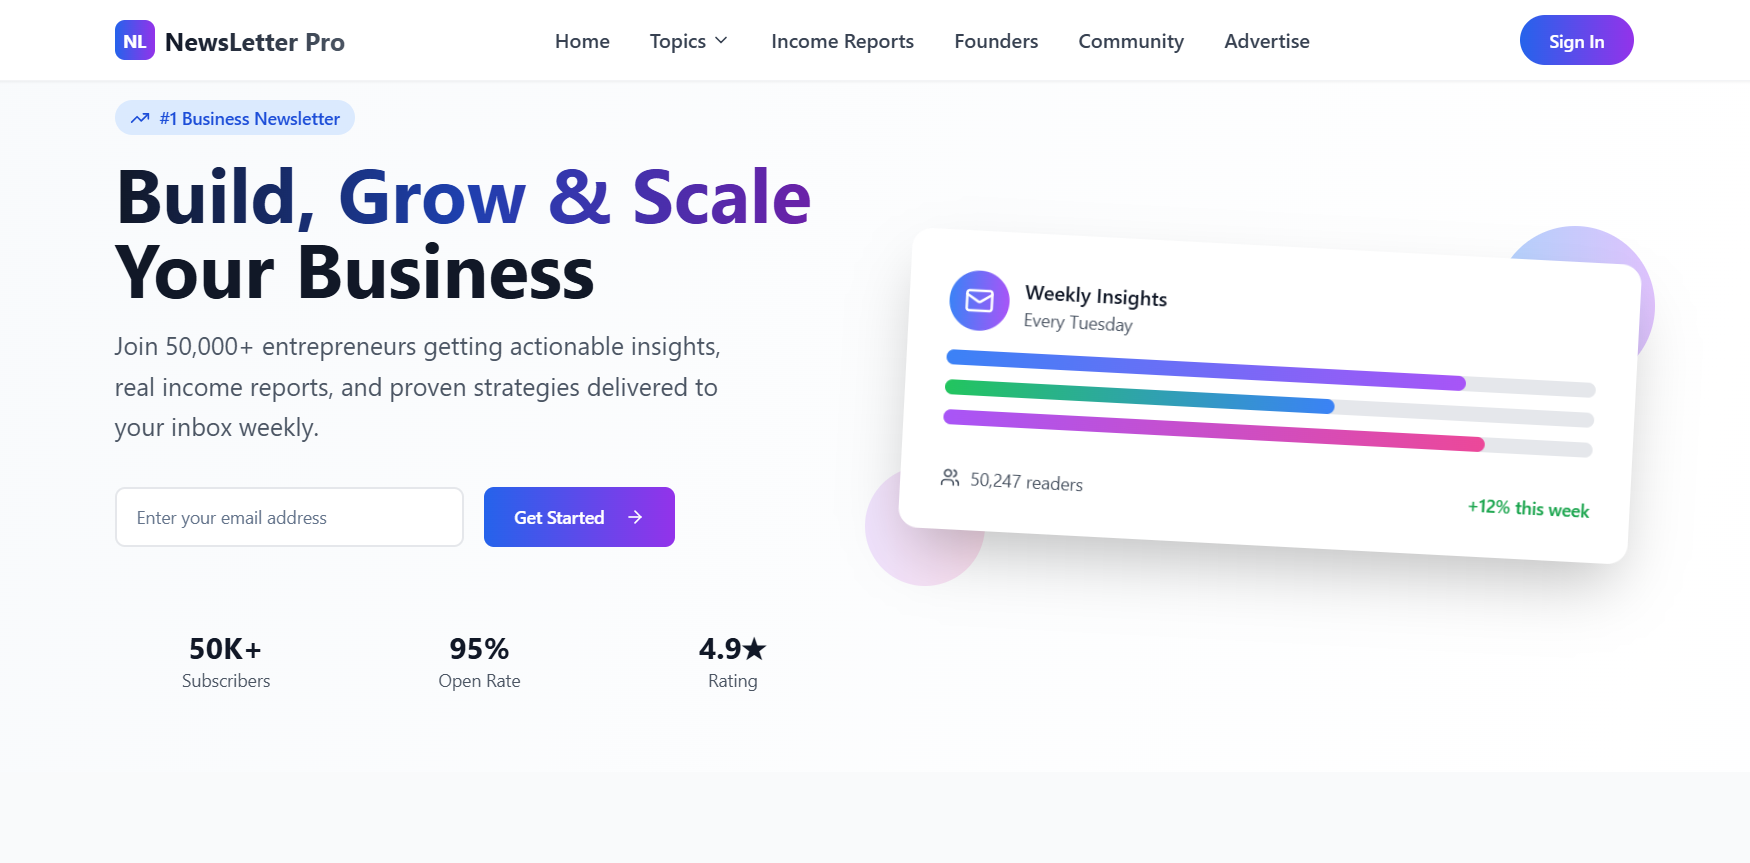 NL NewsLetter Pro
Home
Topics
Income Reports
Founders
Community
Advertise
Sign In
#1 Business Newsletter
Build, Grow & Scale
Your Business
Join 50,000+ entrepreneurs getting actionable insights,
real income reports, and proven strategies delivered to
your inbox weekly.
Enter your email address
Get Started
50K+
Subscribers
95%
Open Rate
4.9★
Rating
Weekly Insights
Every Tuesday
50,247 readers
+12% this week